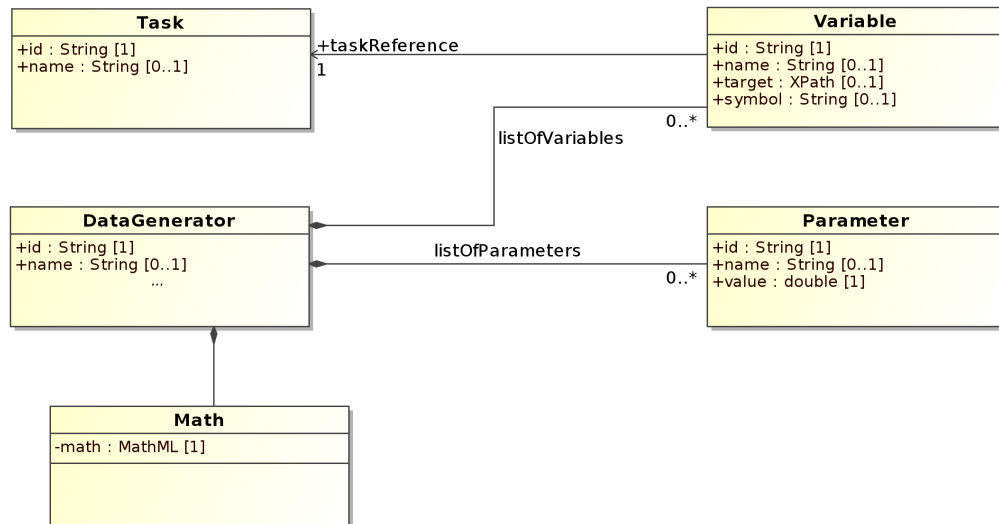 Task
+id : String [1]
+name : String [0..1]
+taskReference
1
Variable
+id : String [1]
+name : String [0..1]
+target : XPath [0..1]
+symbol : String [0..1]
0..*
listOfVariables
DataGenerator
+id : String [1]
+name : String [0..1]
...
listOfParameters
0..*
Parameter
+id : String [1]
+name : String [0..1]
+value : double [1]
Math
-math : MathML [1]